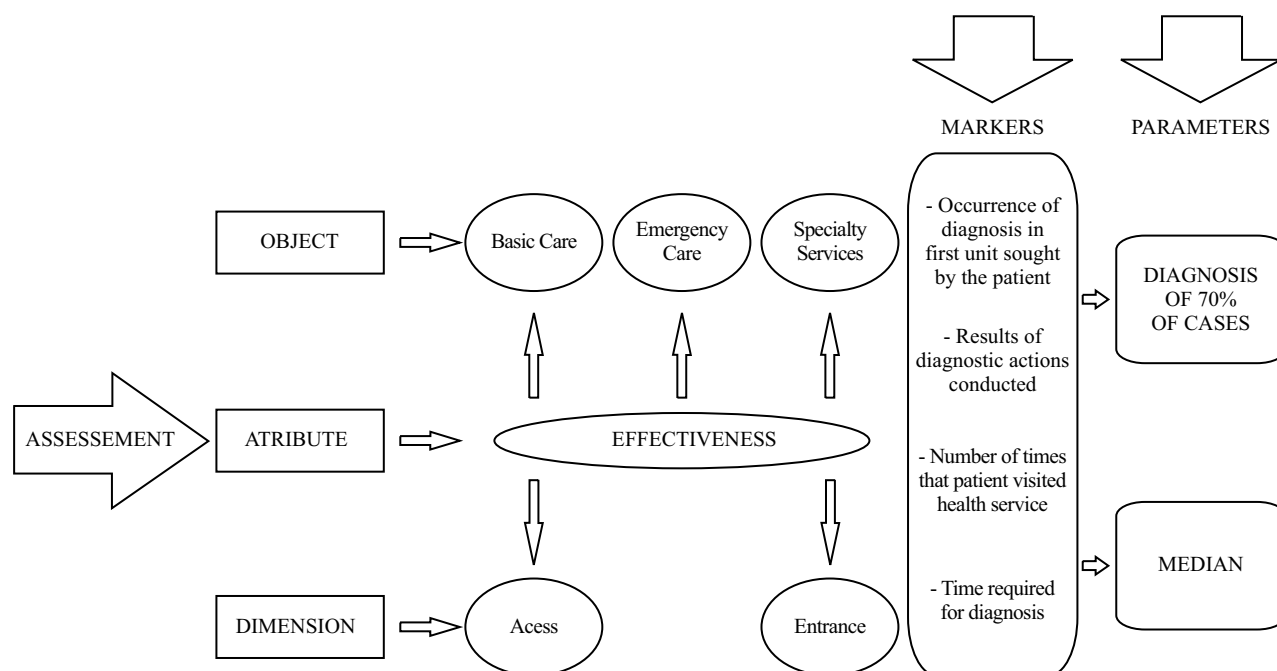 MARKERS
PARAMETERS
OBJECT
Basic Care
Emergency
Care
Specialty
Services
- Occurrence of
diagnosis in
first unit sought
by the patient
- Results of
diagnostic actions
conducted
- Number of times
that patient visited
health service
- Time required
for diagnosis
DIAGNOSIS
OF 70%
OF CASES
MEDIAN
ASSESSEMENT
ATRIBUTE
EFFECTIVENESS
DIMENSION
Acess
Entrance